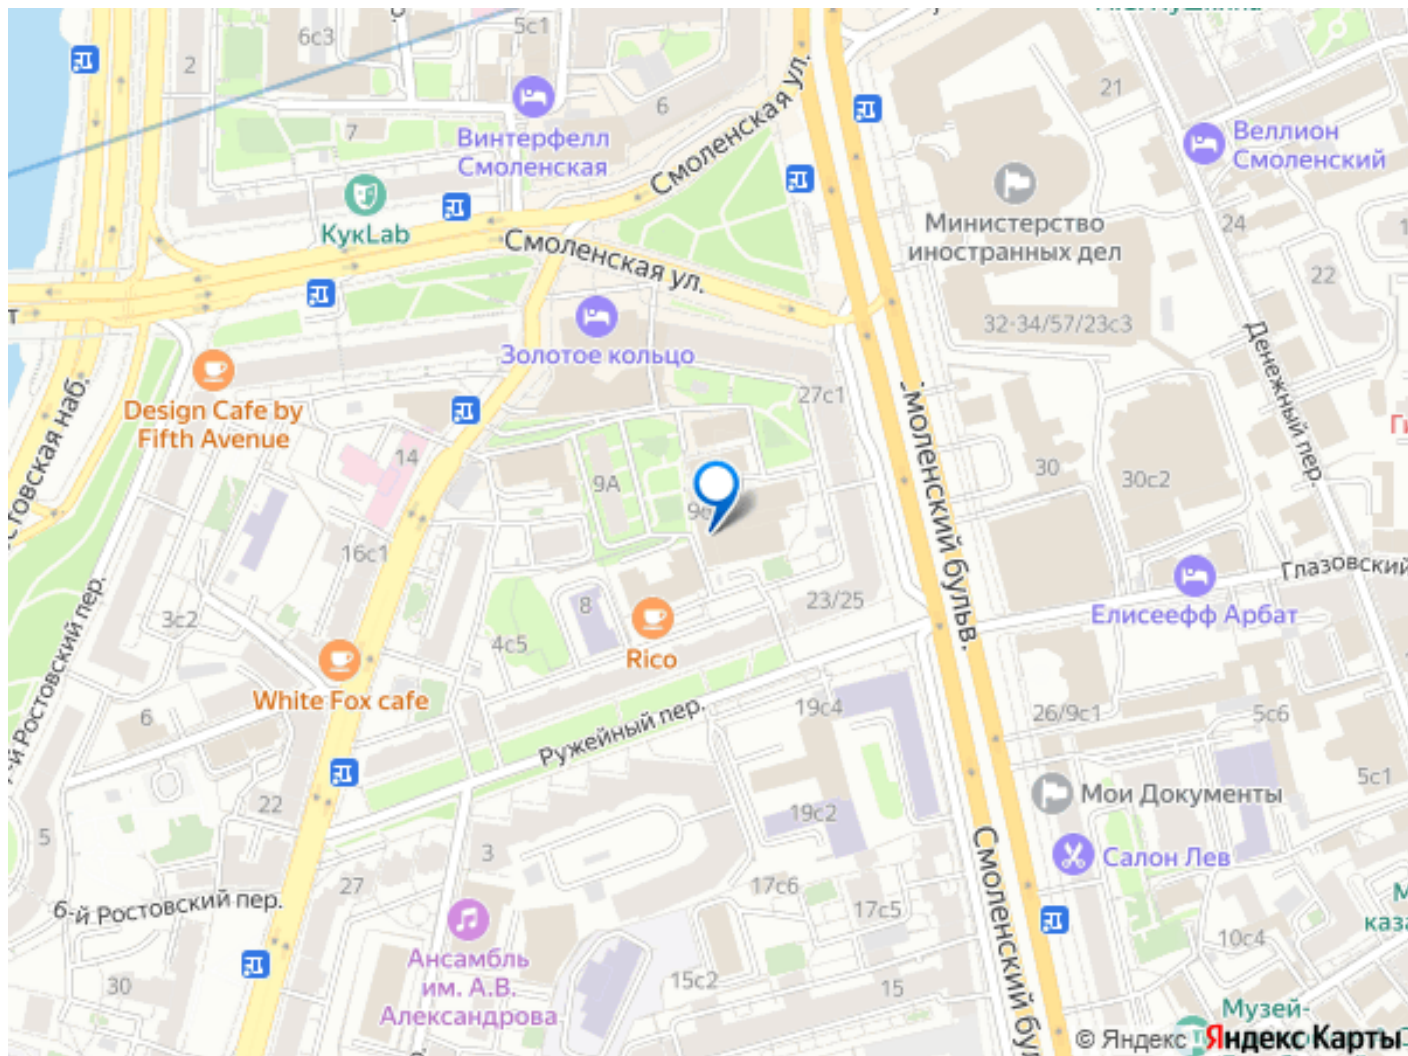 6с3
5с1
2
6
21
7
Винтерфелл
Смоленская
Смоленская ул.
Веллион
Смоленский
КукLab
Министерство
иностранных дел
24
22
Смоленская ул.
32-34/57/23с3
Золотое кольцо
Денежный пер.
Design Cafe by
Fifth Avenue
27с1
14
9А
30
30с2
Смоленский бульв.
16с1
Глазовский
8
23/25
Елисеефф Арбат
3с2
4с5
Rico
White Fox cafe
6
Ружейный пер.
19с4
26/9с1
5с6
5с1
22
Мои Документы
19с2
5
3
Салон Лев
27
17с6
17с5
6-й Ростовский пер.
Ансамбль
им. А.В.
Александрова
10с4
30
15с2
15
Музей-
© Яндекс Яндекс Карты